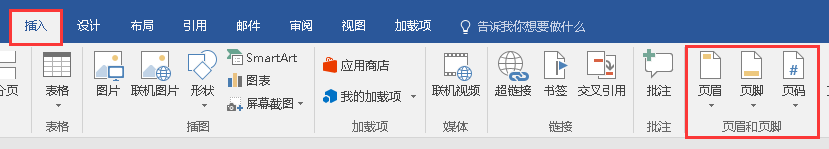 插入 设计 布局 引用 邮件 审阅 视图 加载项 告诉我你想要做什么
SmartArt
图表
屏幕截图
应用商店
我的加载项
分页 表格 图片 联机图片 形状 联机视频 超链接 书签 交叉引用 批注 页眉 页脚 页码
表格 插图 加载项 媒体 链接 批注 页眉和页脚